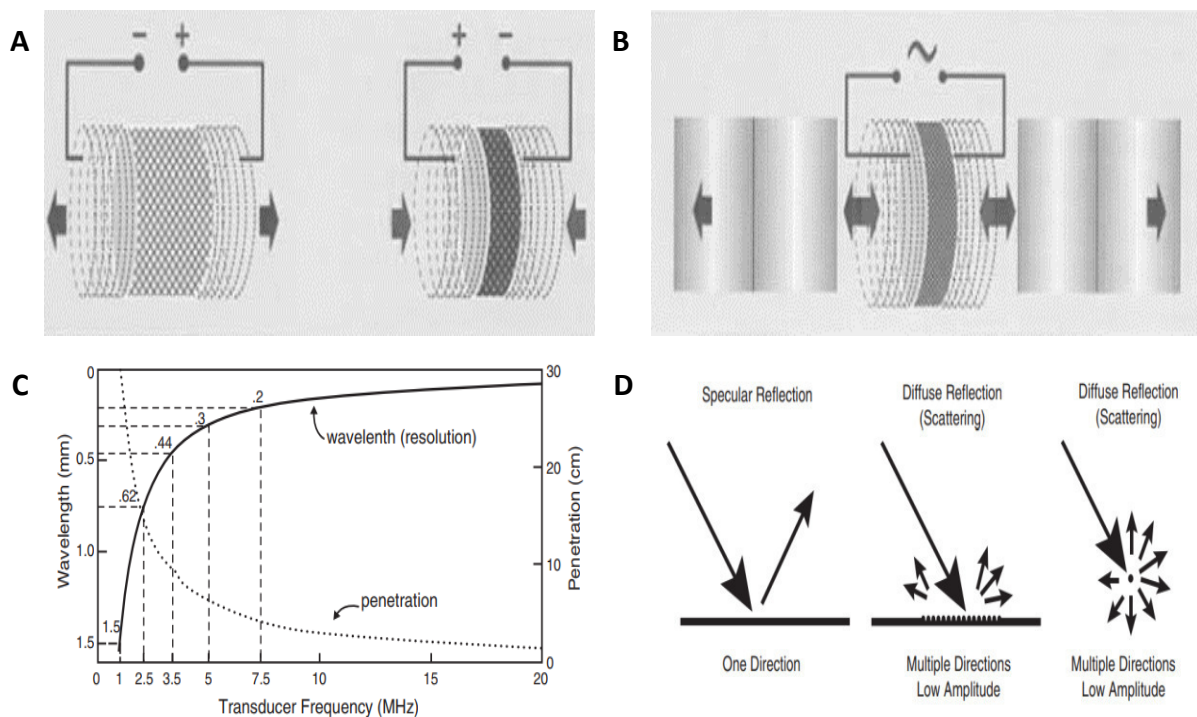 A
− +
+ −
B
~
C
0
0.5
1.0
1.5
Wavelength (mm)
1.5
.62
.44
.3
.2
wavelenth (resolution)
penetration
30
20
10
0
Penetration (cm)
0 1 2.5 3.5 5 7.5 10 15 20
Transducer Frequency (MHz)
D
Specular Reflection
One Direction
Diffuse Reflection
(Scattering)
Multiple Directions
Low Amplitude
Diffuse Reflection
(Scattering)
Multiple Directions
Low Amplitude